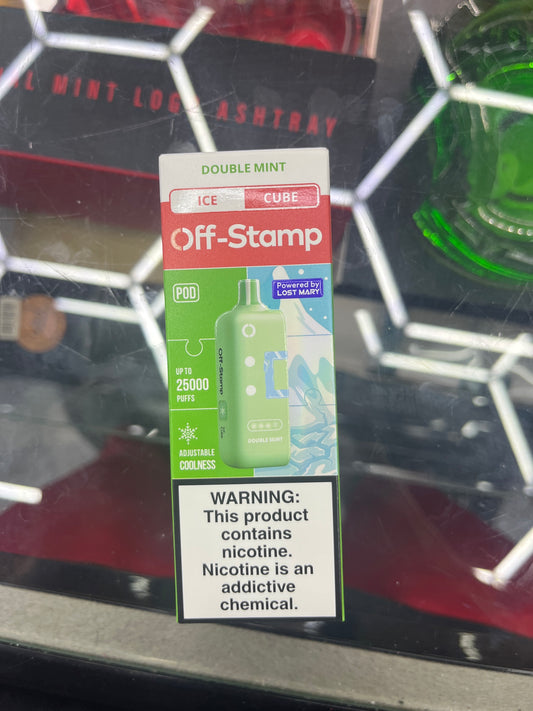 MINT LOGO ASHTRAY
DOUBLE MINT
ICE CUBE
Off-Stamp
POD
Powered by
LOST MARY
UP TO
25000
PUFFS
Off-Stamp
ADJUSTABLE
COOLNESS
DOUBLE MINT
WARNING:
This product
contains
nicotine.
Nicotine is an
addictive
chemical.